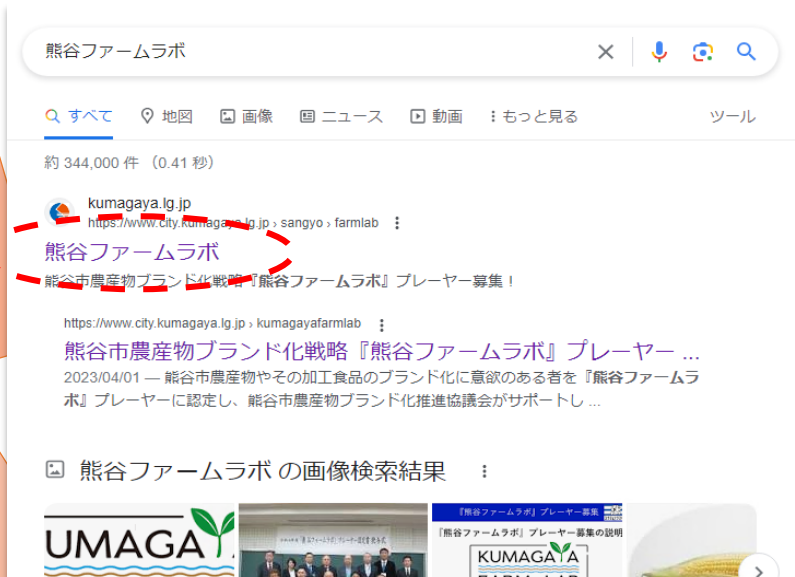 熊谷ファームラボ
すべて 地図 画像 ニュース 動画 もっと見る ツール
約 344,000 件 （0.41 秒）
kumagaya.lg.jp
https://www.city.kumagaya.lg.jp › sangyo › farmlab
熊谷ファームラボ
熊谷市農産物ブランド化戦略『熊谷ファームラボ』プレーヤー募集！
https://www.city.kumagaya.lg.jp › kumagayafarmlab
熊谷市農産物ブランド化戦略『熊谷ファームラボ』プレーヤー ...
2023/04/01 — 熊谷市農産物やその加工食品のブランド化に意欲のある者を『熊谷ファームラ
ボ』プレーヤーに認定し、熊谷市農産物ブランド化推進協議会がサポートし ...
熊谷ファームラボ の画像検索結果
『熊谷ファームラボ』プレーヤー募集
『熊谷ファームラボ』プレーヤー募集の説明
UMAGAYA
KUMAGAYA
FARM LAB